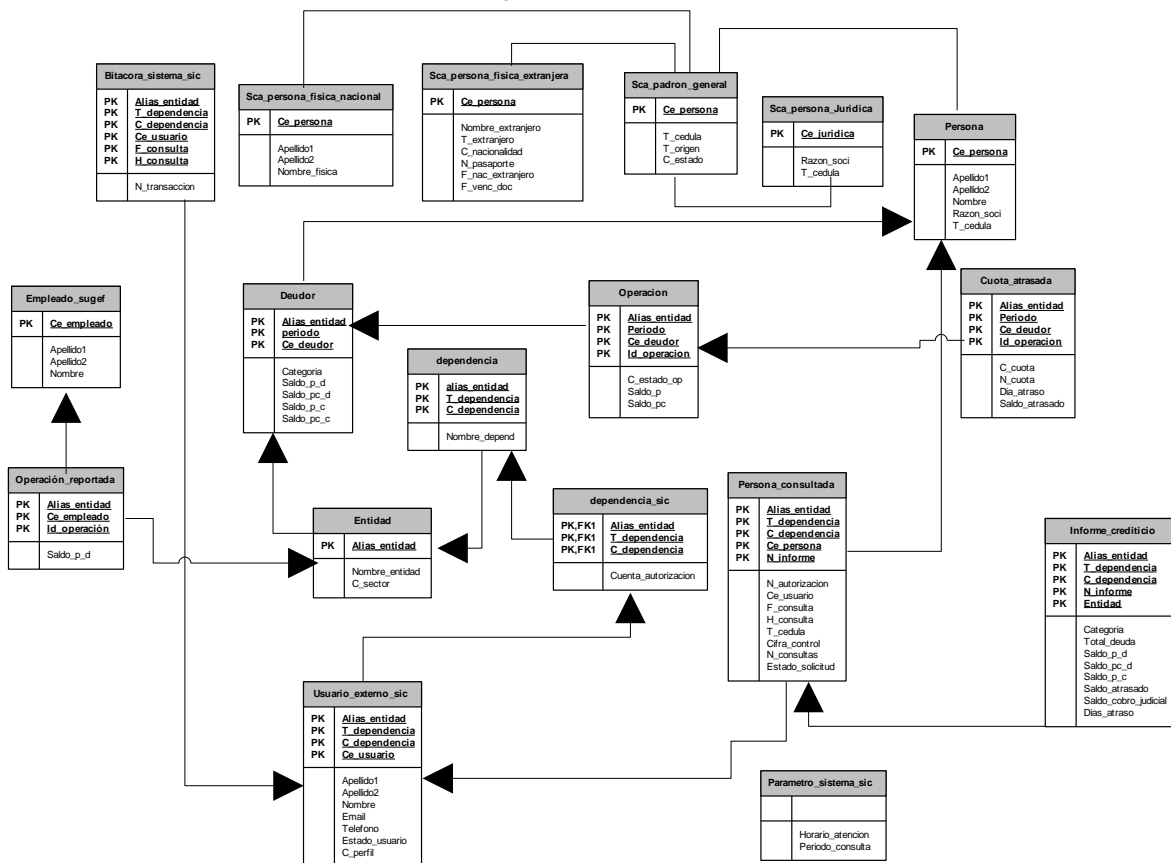 Bitacora_sistema_sic
PK Alias_entidad
PK T_dependencia
PK C_dependencia
PK Ce_usuario
PK F_consulta
PK H_consulta
N_transaccion
Sca_persona_fisica_nacional
PK Ce_persona
Apellido1
Apellido2
Nombre_fisica
Sca_persona_fisica_extranjera
PK Ce_persona
Nombre_extranjero
T_extranjero
C_nacionalidad
N_pasaporte
F_nac_extranjero
F_venc_doc
Sca_padron_general
PK Ce_persona
T_cedula
T_origen
C_estado
Sca_persona_Juridica
PK Ce_juridica
Razon_soci
T_cedula
Persona
PK Ce_persona
Apellido1
Apellido2
Nombre
Razon_soci
T_cedula
Empleado_sugef
PK Ce_empleado
Apellido1
Apellido2
Nombre
Deudor
PK Alias_entidad
PK periodo
PK Ce_deudor
Categoria
Saldo_p_d
Saldo_pc_d
Saldo_p_c
Saldo_pc_c
dependencia
PK alias_entidad
PK T_dependencia
PK C_dependencia
Nombre_depend
Operacion
PK Alias_entidad
PK Periodo
PK Ce_deudor
PK Id_operacion
C_estado_op
Saldo_p
Saldo_pc
Cuota_atrasada
PK Alias_entidad
PK Periodo
PK Ce_deudor
PK Id_operacion
C_cuota
N_cuota
Dia_atraso
Saldo_atrasado
Operación_reportada
PK Alias_entidad
PK Ce_empleado
PK Id_operación
Saldo_p_d
Entidad
PK Alias_entidad
Nombre_entidad
C_sector
dependencia_sic
PK,FK1 Alias_entidad
PK,FK1 T_dependencia
PK,FK1 C_dependencia
Cuenta_autorizacion
Persona_consultada
PK Alias_entidad
PK T_dependencia
PK C_dependencia
PK Ce_persona
PK N_informe
N_autorizacion
Ce_usuario
F_consulta
H_consulta
T_cedula
Cifra_control
N_consultas
Estado_solicitud
Informe_crediticio
PK Alias_entidad
PK T_dependencia
PK C_dependencia
PK N_informe
PK Entidad
Categoria
Total_deuda
Saldo_p_d
Saldo_pc_d
Saldo_p_c
Saldo_atrasado
Saldo_cobro_judicial
Dias_atraso
Usuario_externo_sic
PK Alias_entidad
PK T_dependencia
PK C_dependencia
PK Ce_usuario
Apellido1
Apellido2
Nombre
Email
Telefono
Estado_usuario
C_perfil
Parametro_sistema_sic
Horario_atencion
Periodo_consulta